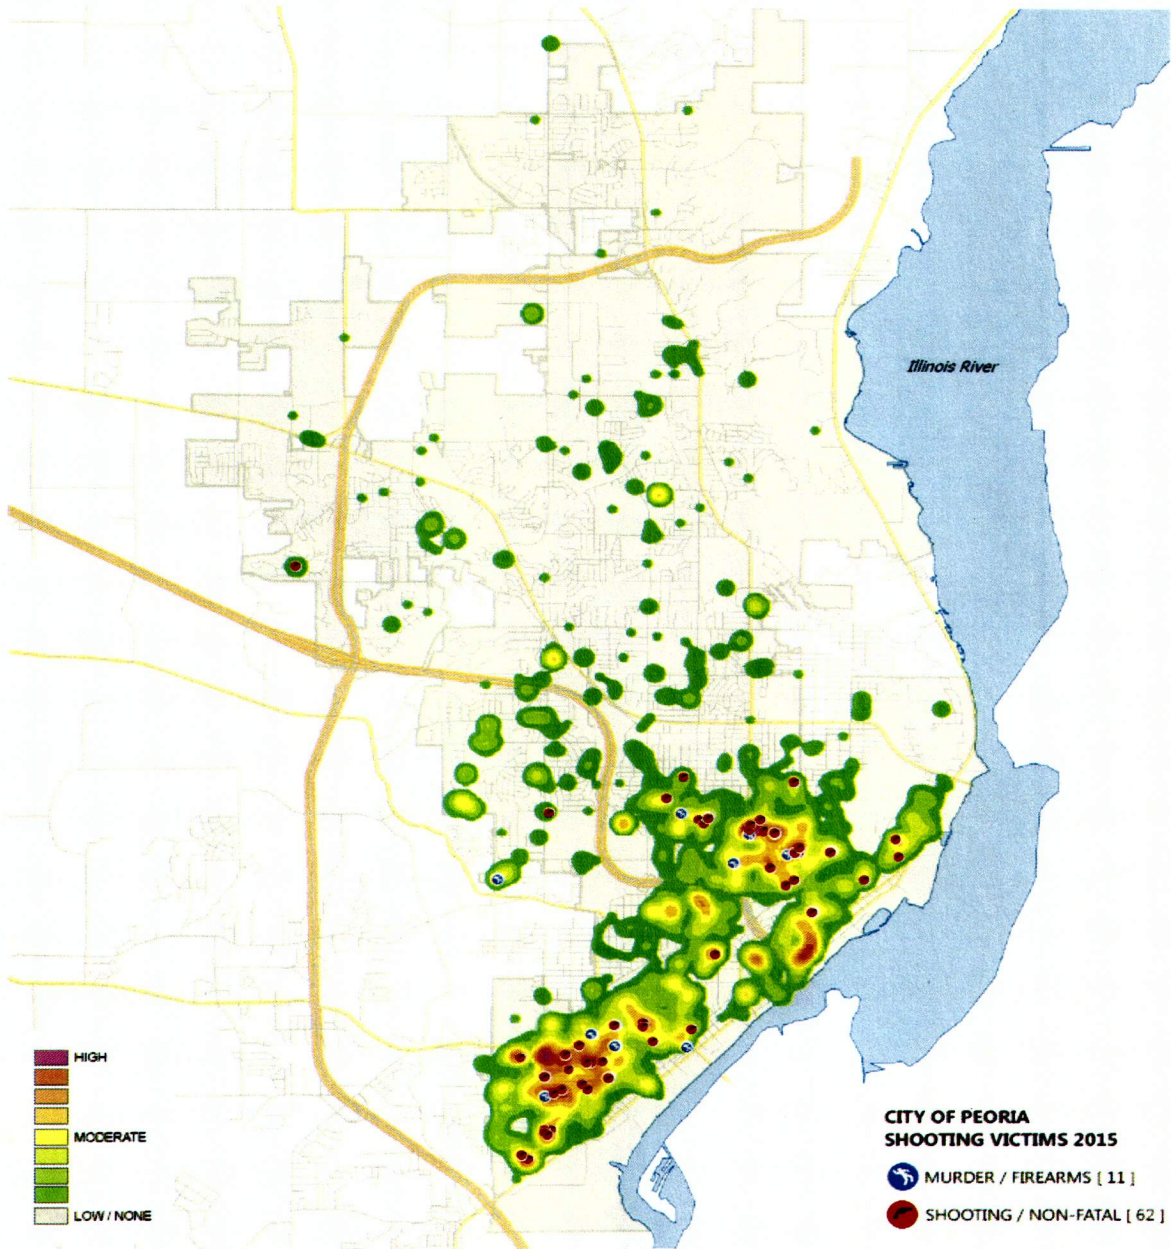 Illinois River
HIGH
MODERATE
LOW / NONE
CITY OF PEORIA
SHOOTING VICTIMS 2015
MURDER / FIREARMS [ 11 ]
SHOOTING / NON-FATAL [ 62 ]